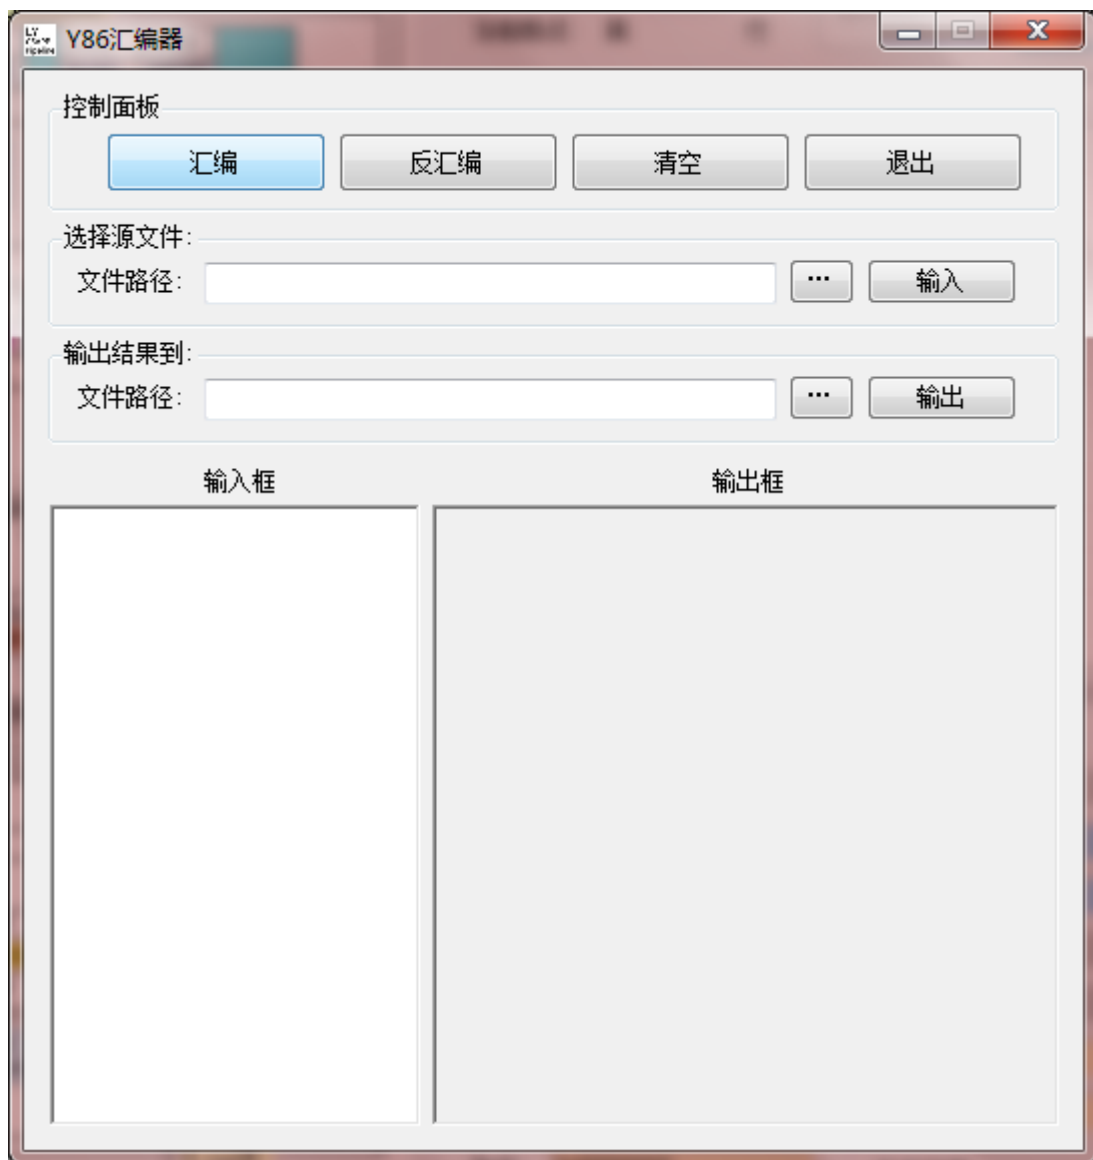 Y86汇编器
控制面板
汇编 反汇编 清空 退出
选择源文件:
文件路径: ... 输入
输出结果到:
文件路径: ... 输出
输入框 输出框